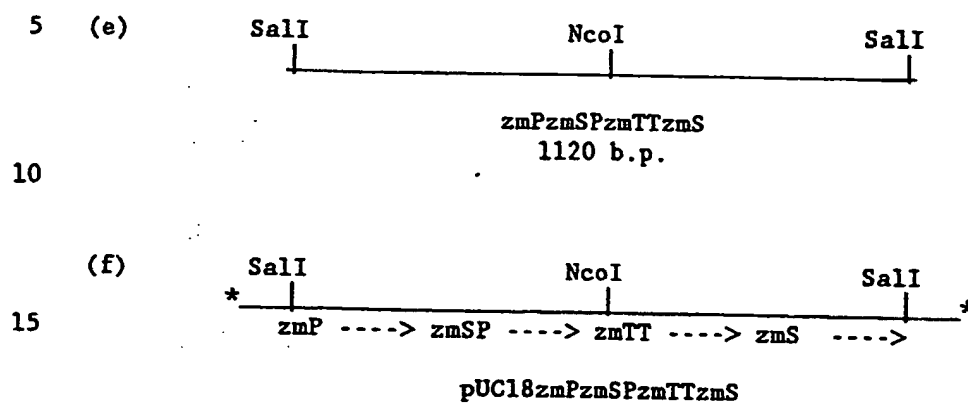 5 (e) SalI NcoI SalI
zmPzmSPzmTTzmS
1120 b.p.
10
(f) SalI NcoI SalI
* *
15 zmP ----> zmSP ----> zmTT ----> zmS ---->
pUC18zmPzmSPzmTTzmS